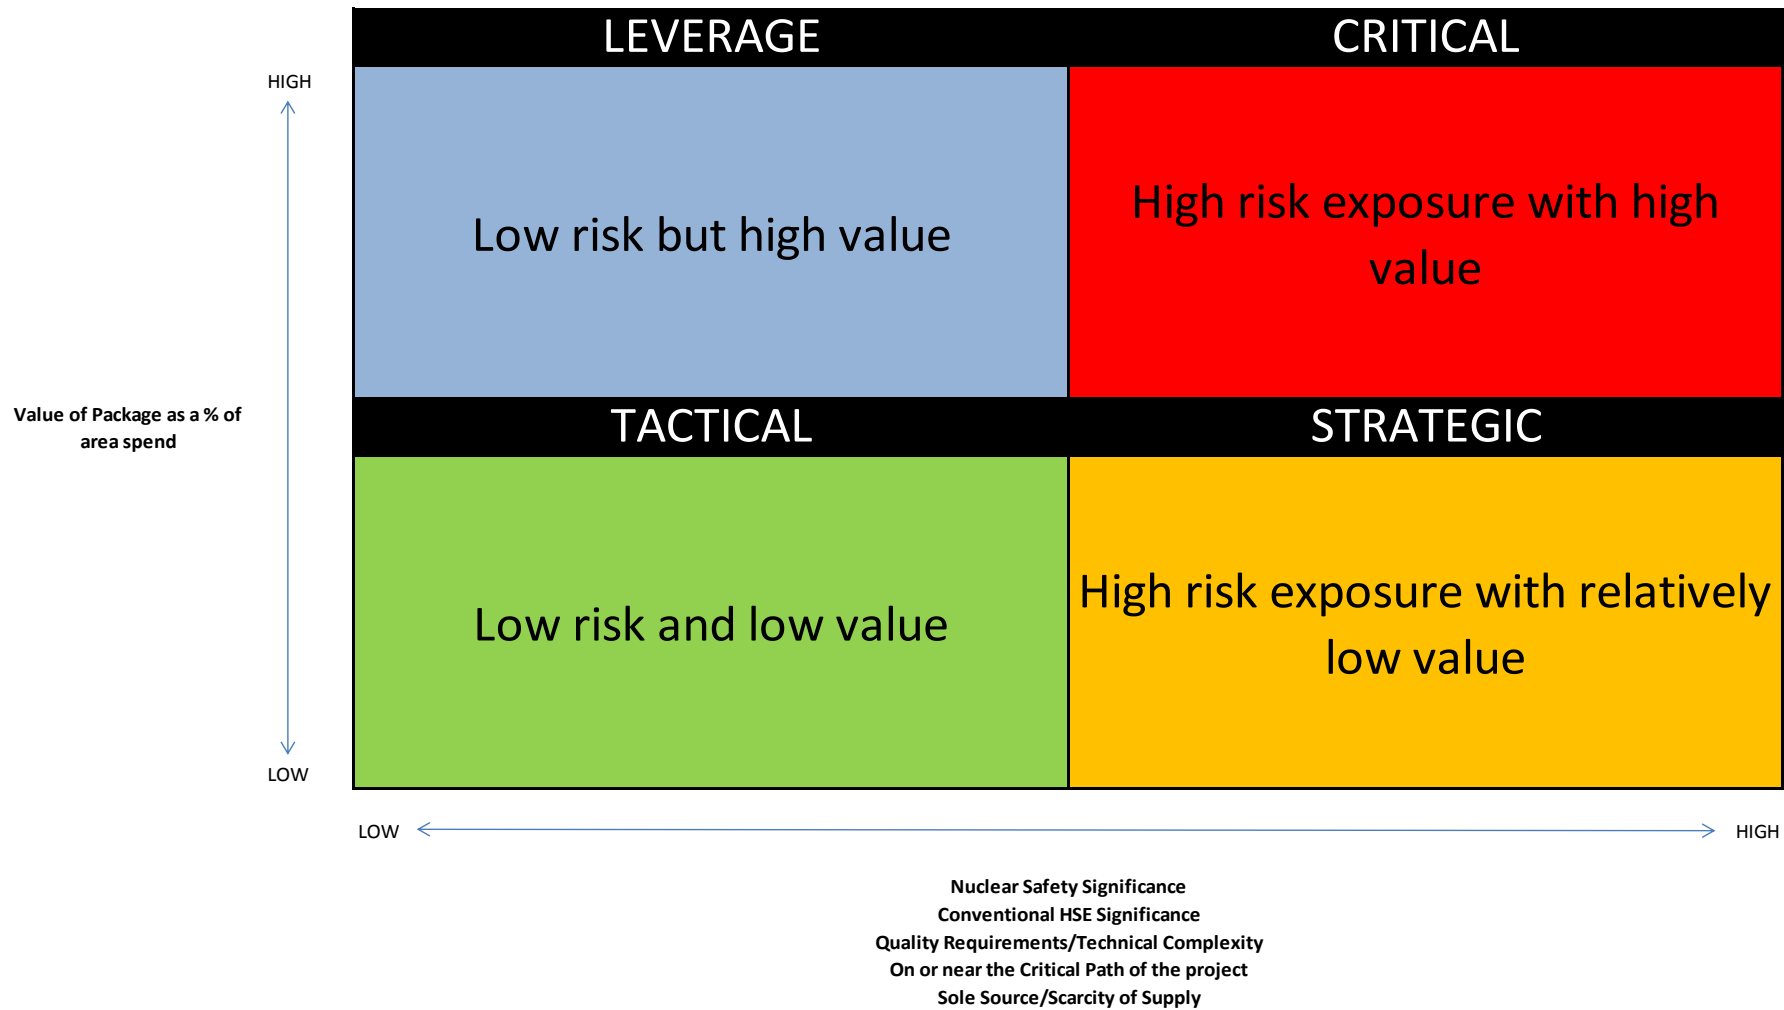 LEVERAGE
CRITICAL
HIGH
Low risk but high value
High risk exposure with high
value
Value of Package as a % of
area spend
TACTICAL
STRATEGIC
Low risk and low value
High risk exposure with relatively
low value
LOW
LOW
HIGH
Nuclear Safety Significance
Conventional HSE Significance
Quality Requirements/Technical Complexity
On or near the Critical Path of the project
Sole Source/Scarcity of Supply